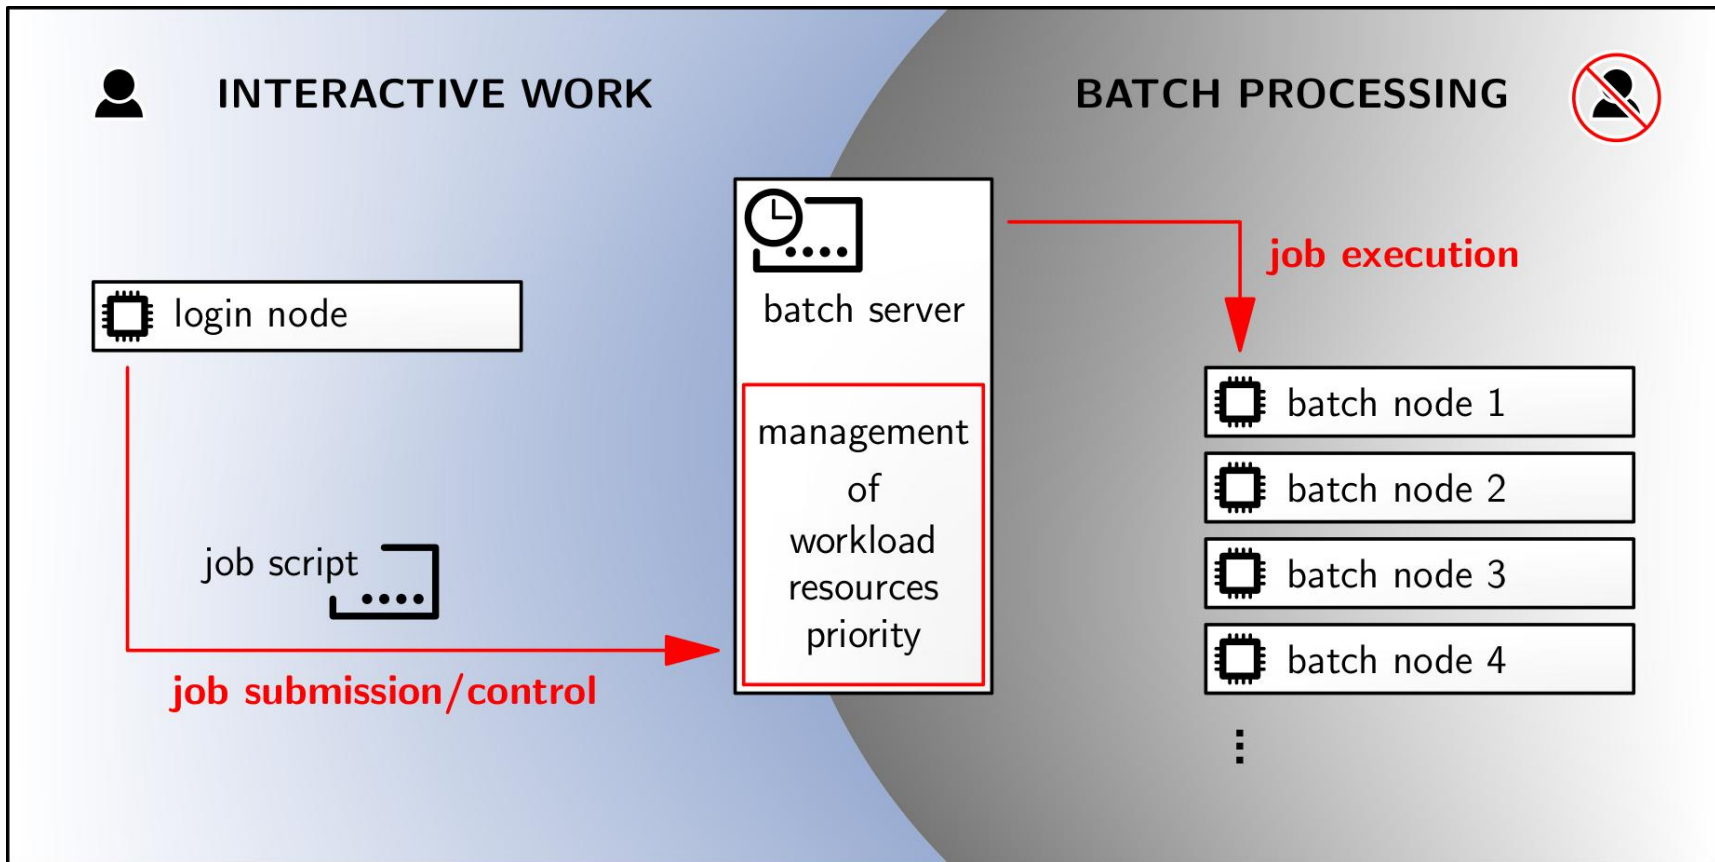 INTERACTIVE WORK
BATCH PROCESSING
login node
job script
job submission/control
batch server
management
of
workload
resources
priority
job execution
batch node 1
batch node 2
batch node 3
batch node 4